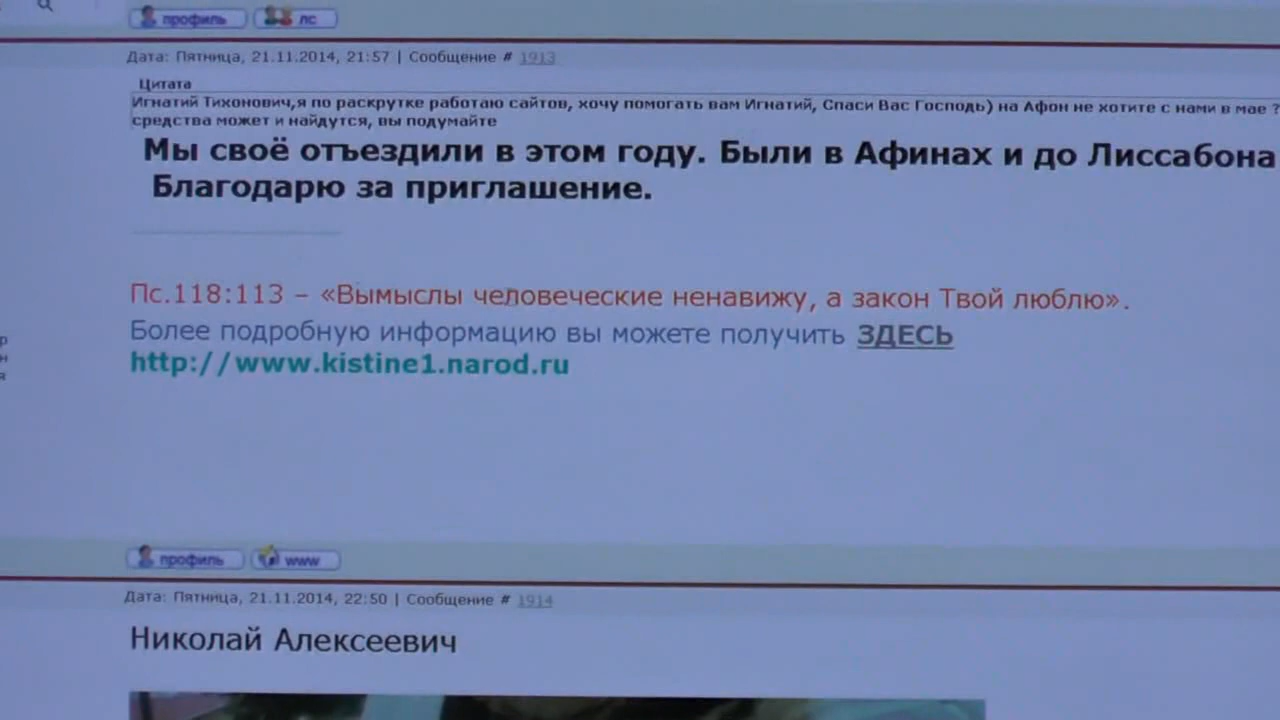 профиль лс
Дата: Пятница, 21.11.2014, 21:57 | Сообщение # 1913
Цитата
Игнатий Тихонович,я по раскрутке работаю сайтов, хочу помогать вам Игнатий, Спаси Вас Господь) на Афон не хотите с нами в мае ?
средства может и найдутся, вы подумайте
Мы своё отъездили в этом году. Были в Афинах и до Лиссабона
Благодарю за приглашение.
Пс.118:113 – «Вымыслы человеческие ненавижу, а закон Твой люблю».
Более подробную информацию вы можете получить ЗДЕСЬ
http://www.kistine1.narod.ru
р
н
я
профиль www
Дата: Пятница, 21.11.2014, 22:50 | Сообщение # 1914
Николай Алексеевич